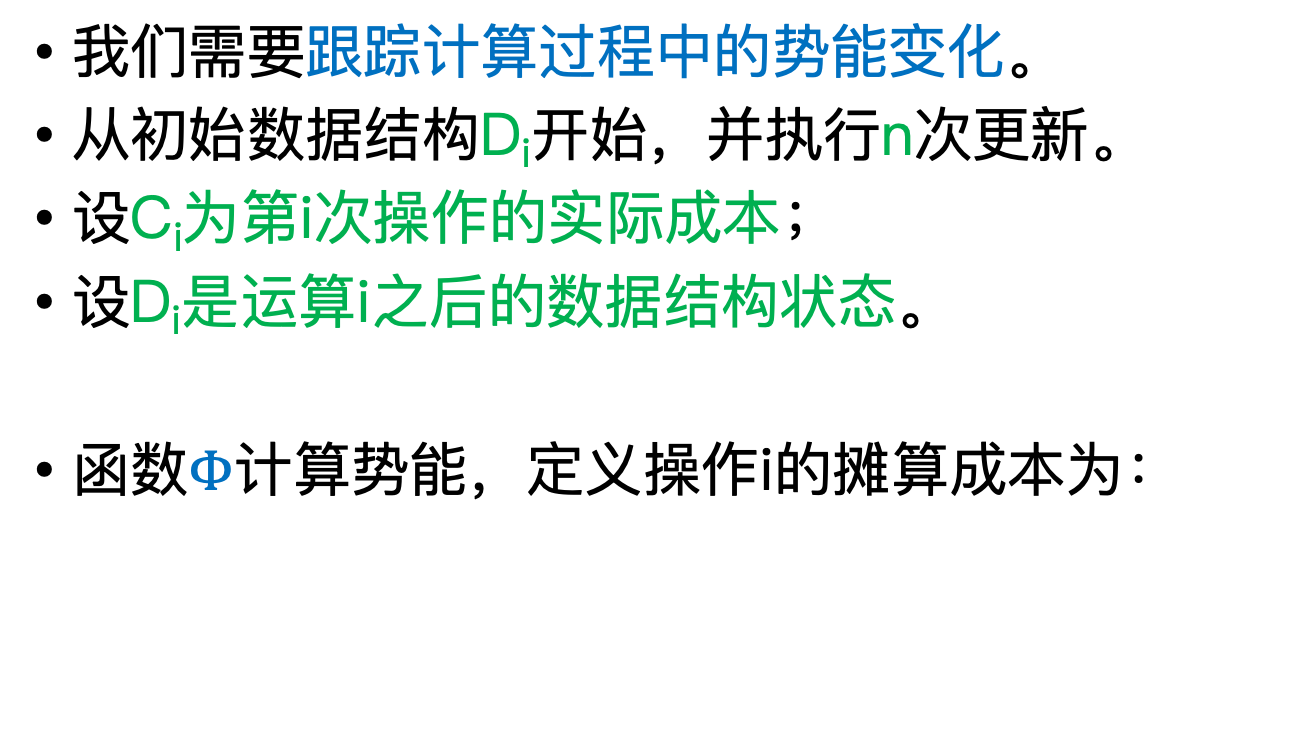 • 我们需要跟踪计算过程中的势能变化。
• 从初始数据结构Di开始，并执行n次更新。
• 设Ci为第i次操作的实际成本；
• 设Di是运算i之后的数据结构状态。
• 函数Φ计算势能，定义操作i的摊算成本为：